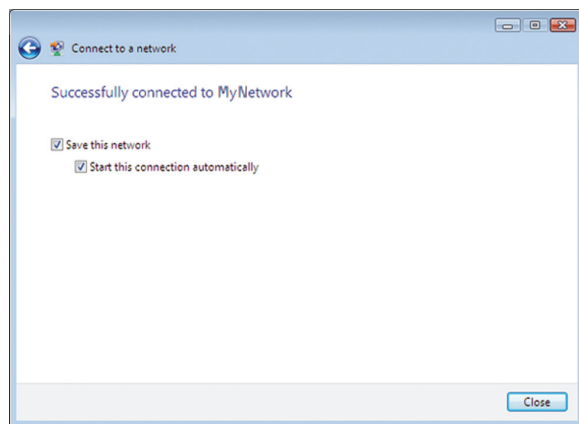 Connect to a network
Successfully connected to MyNetwork
Save this network
Start this connection automatically
Close